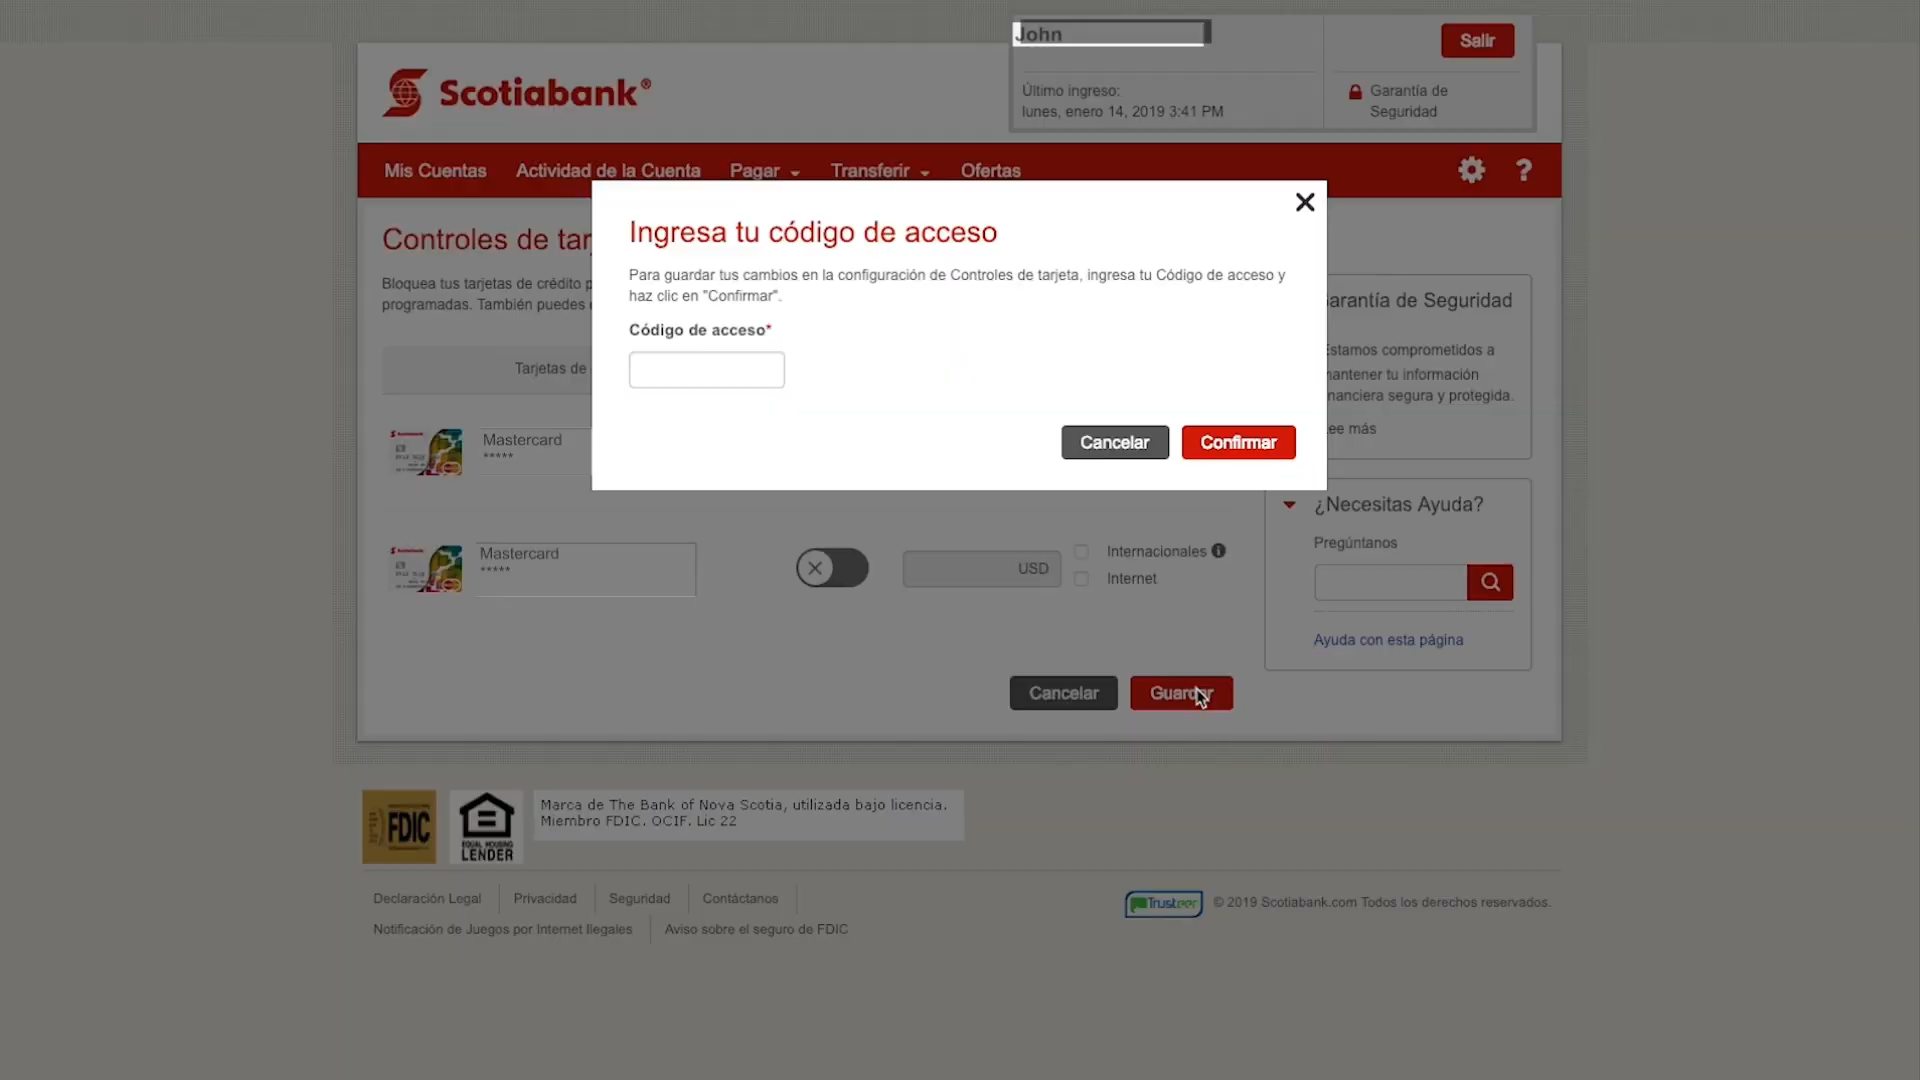 John
Salir
Scotiabank®
Último ingreso:
lunes, enero 14, 2019 3:41 PM
Garantía de
Seguridad
Mis Cuentas
Actividad de la Cuenta
Pagar
Transferir
Ofertas
?
Ingresa tu código de acceso
Para guardar tus cambios en la configuración de Controles de tarjeta, ingresa tu Código de acceso y
haz clic en "Confirmar".
Código de acceso*
Cancelar
Confirmar
Controles de
Bloquea tus tarjetas de crédito
programadas. También puedes
Tarjetas de
Mastercard
*****
Mastercard
*****
USD
Internacionales
Internet
Cancelar
Guardar
de Seguridad
comprometidos a
tu información
segura y protegida.
más
¿Necesitas Ayuda?
Pregúntanos
Ayuda con esta página
FDIC
EQUAL HOUSING
LENDER
Marca de The Bank of Nova Scotia, utilizada bajo licencia.
Miembro FDIC. OCIF. Lic 22
Declaración Legal
Privacidad
Seguridad
Contáctanos
Notificación de Juegos por Internet Ilegales
Aviso sobre el seguro de FDIC
Trusteer
© 2019 Scotiabank.com Todos los derechos reservados.